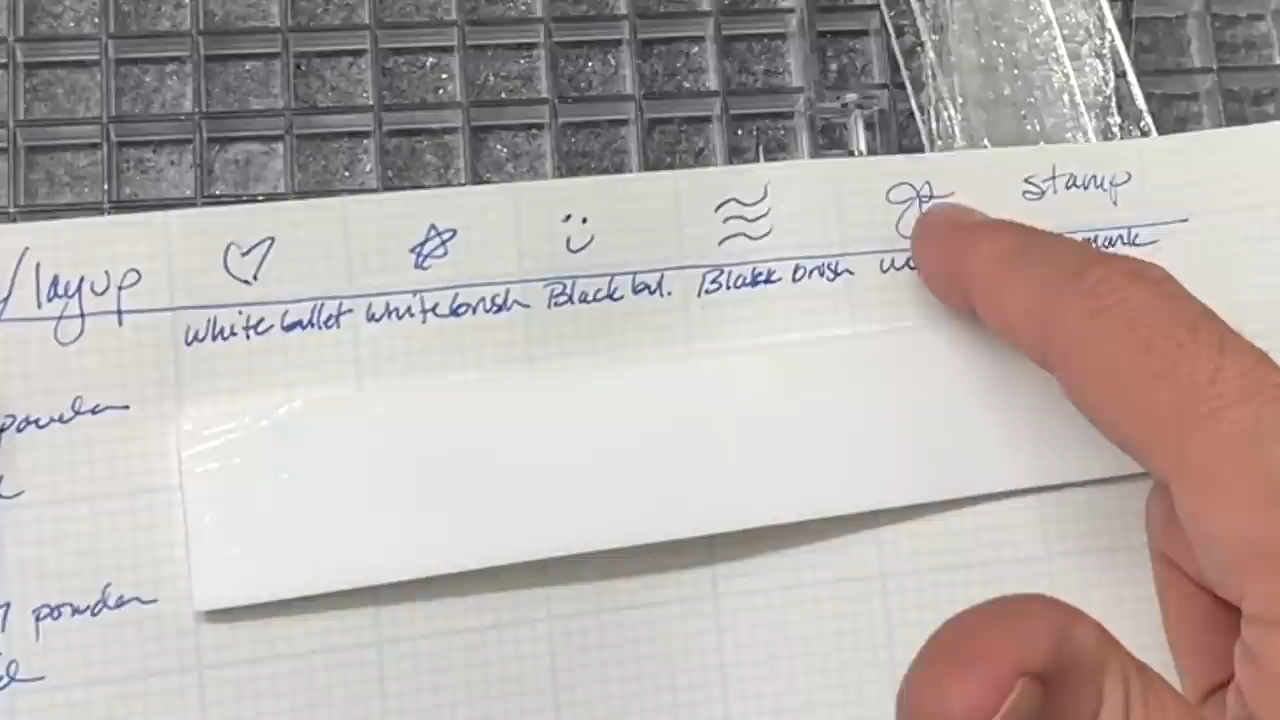 stamp
/layup
White bullet White brush Black bul. Black brush
powder
powder